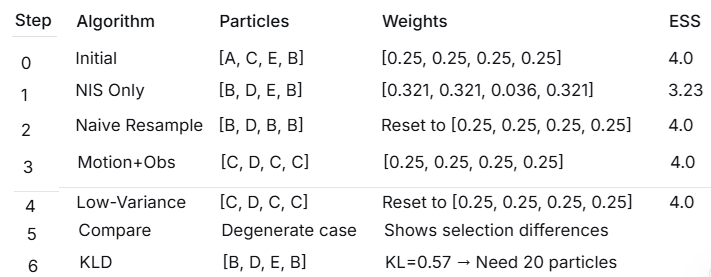 Step Algorithm Particles Weights ESS
0 Initial [A, C, E, B] [0.25, 0.25, 0.25, 0.25] 4.0
1 NIS Only [B, D, E, B] [0.321, 0.321, 0.036, 0.321] 3.23
2 Naive Resample [B, D, B, B] Reset to [0.25, 0.25, 0.25, 0.25] 4.0
3 Motion+Obs [C, D, C, C] [0.25, 0.25, 0.25, 0.25] 4.0
4 Low-Variance [C, D, C, C] Reset to [0.25, 0.25, 0.25, 0.25] 4.0
5 Compare Degenerate case Shows selection differences
6 KLD [B, D, E, B] KL=0.57 → Need 20 particles